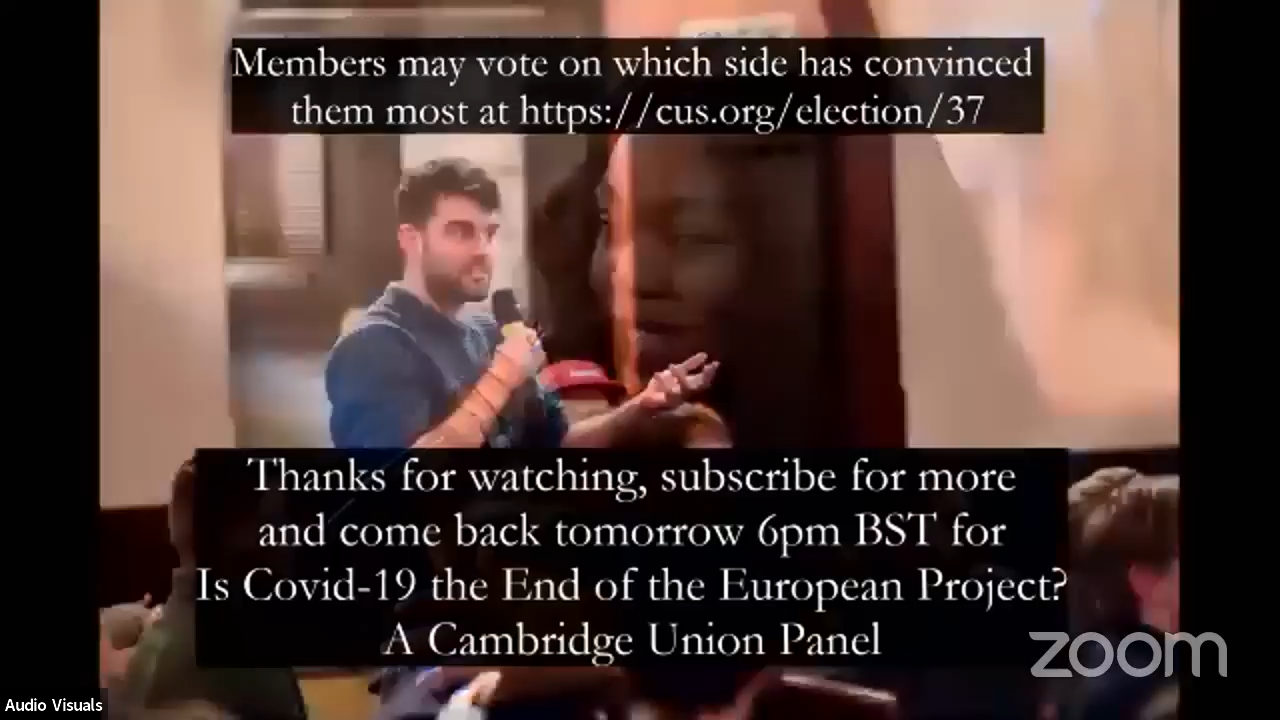 Members may vote on which side has convinced
them most at https://cus.org/election/37
Thanks for watching, subscribe for more
and come back tomorrow 6pm BST for
Is Covid-19 the End of the European Project?
A Cambridge Union Panel
zoom
Audio Visuals